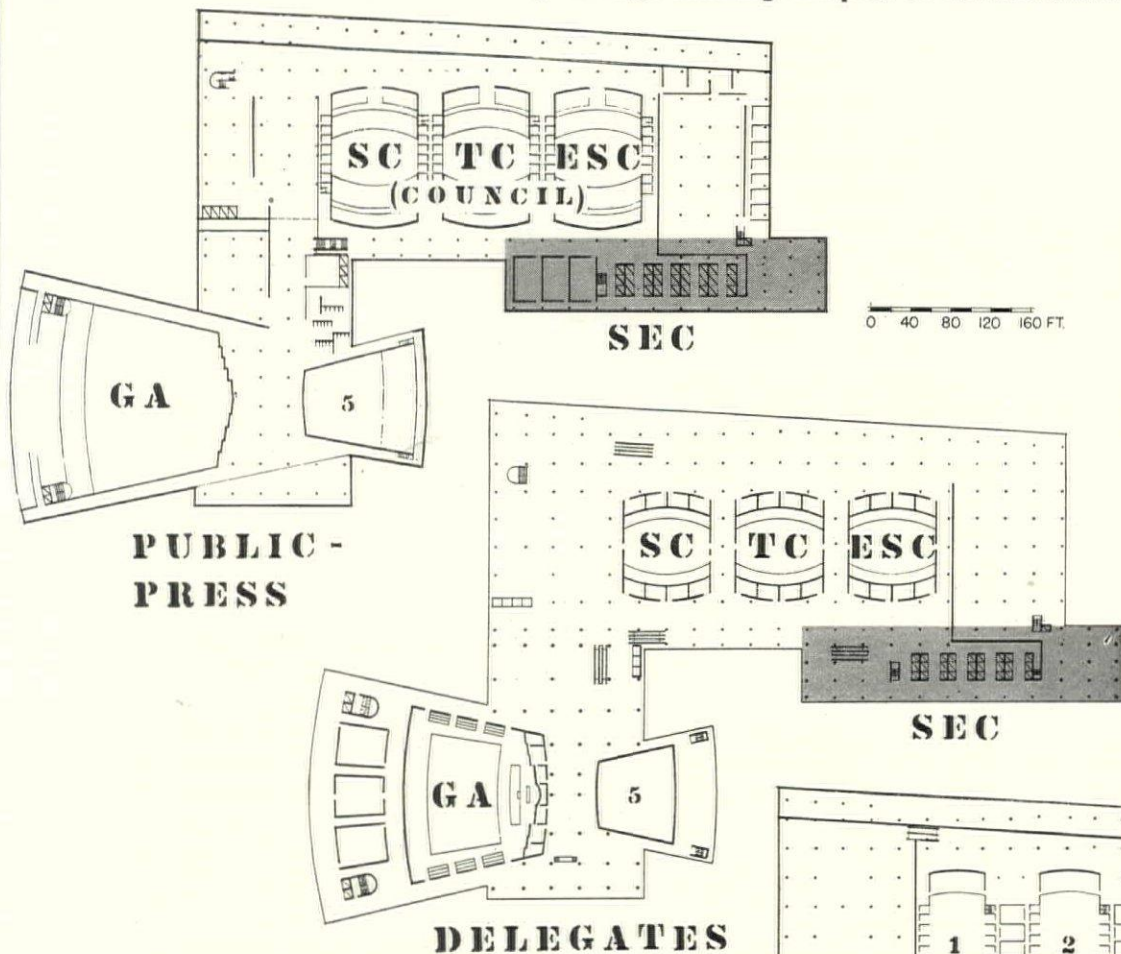 SC TC ESC
(COUNCIL)
SEC
0 40 80 120 160 FT.
GA
5
PUBLIC-
PRESS
SC TC ESC
SEC
GA
5
DELEGATES
1 2